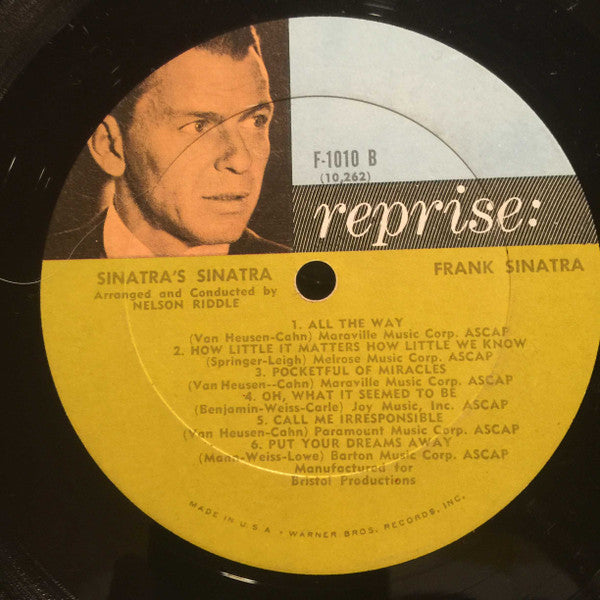 F-1010 B
(10,262)
reprise:
SINATRA'S SINATRA
FRANK SINATRA
Arranged and Conducted by
NELSON RIDDLE
1. ALL THE WAY
(Van Heusen-Cahn) Maraville Music Corp. ASCAP
2. HOW LITTLE IT MATTERS HOW LITTLE WE KNOW
(Springer-Leigh) Melrose Music Corp. ASCAP
3. POCKETFUL OF MIRACLES
(Van Heusen--Cahn) Maraville Music Corp. ASCAP
4. OH, WHAT IT SEEMED TO BE
(Benjamin-Weiss-Carle) Joy Music, Inc. ASCAP
5. CALL ME IRRESPONSIBLE
(Van Heusen-Cahn) Paramount Music Corp. ASCAP
6. PUT YOUR DREAMS AWAY
(Mann-Weiss-Lowe) Barton Music Corp. ASCAP
Manufactured for
Bristol Productions
MADE IN U.S.A • WARNER BROS. RECORDS, INC.